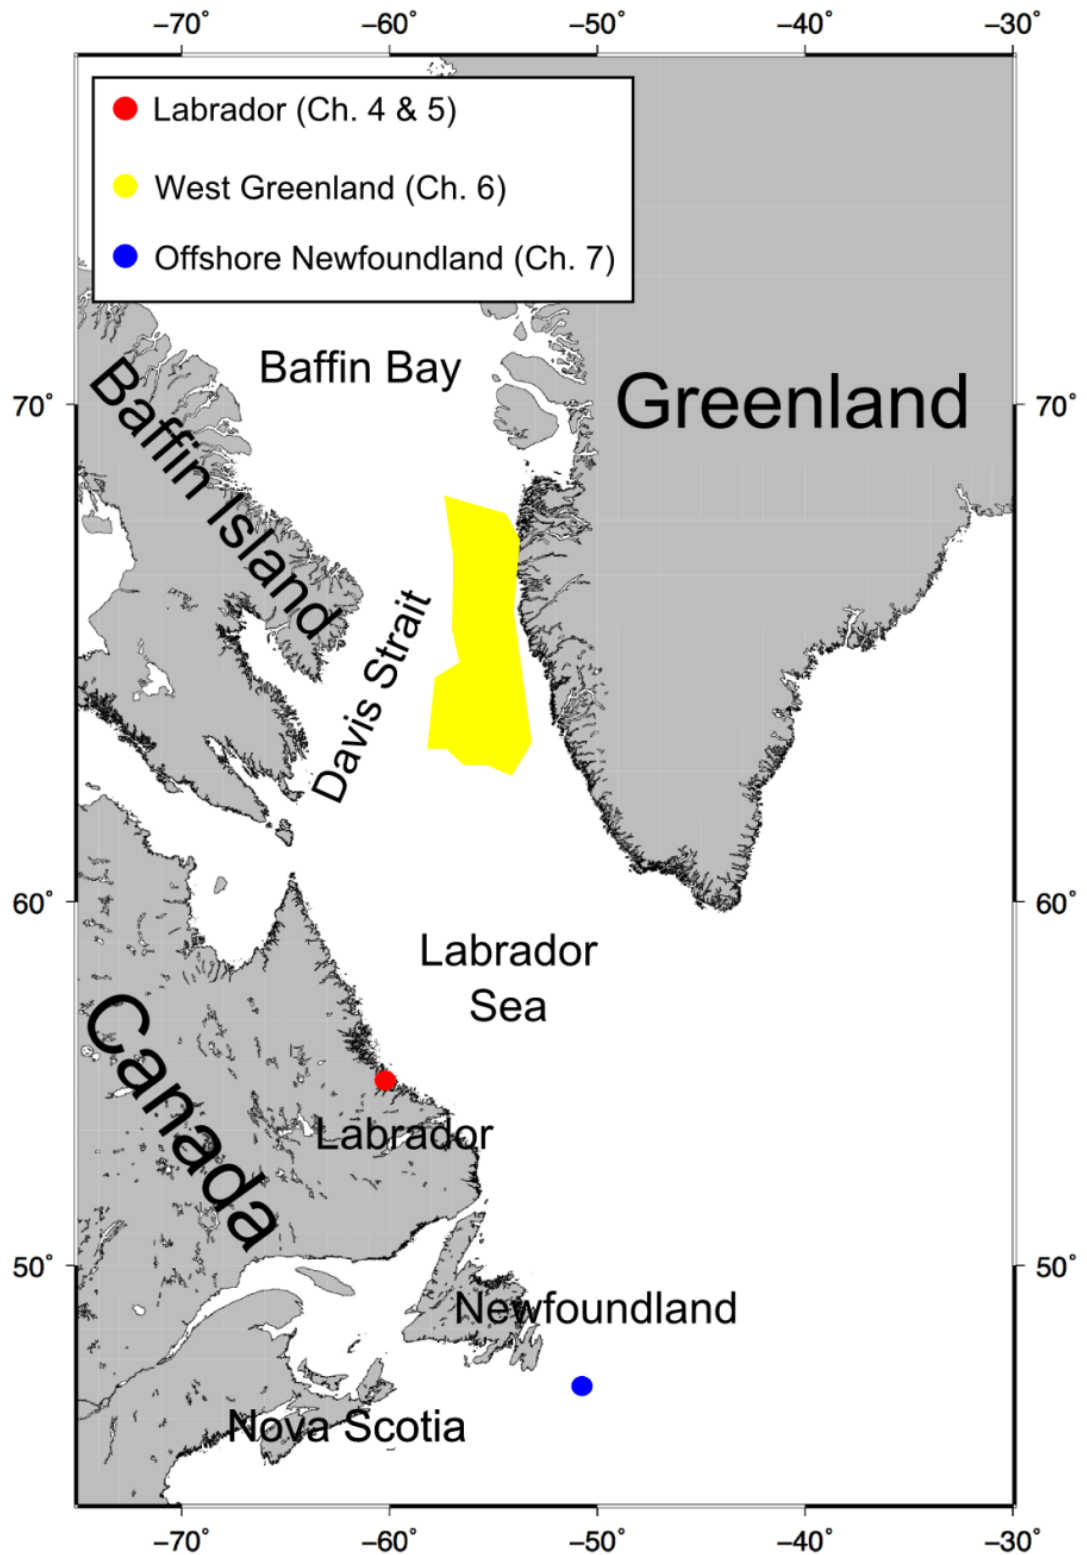 −70° −60° −50° −40° −30°
Labrador (Ch. 4 & 5)
West Greenland (Ch. 6)
Offshore Newfoundland (Ch. 7)
Baffin Bay
Greenland
70° 70°
Baffin Island
Davis Strait
60° 60°
Labrador
Sea
Canada
Labrador
50° 50°
Newfoundland
Nova Scotia
−70° −60° −50° −40° −30°